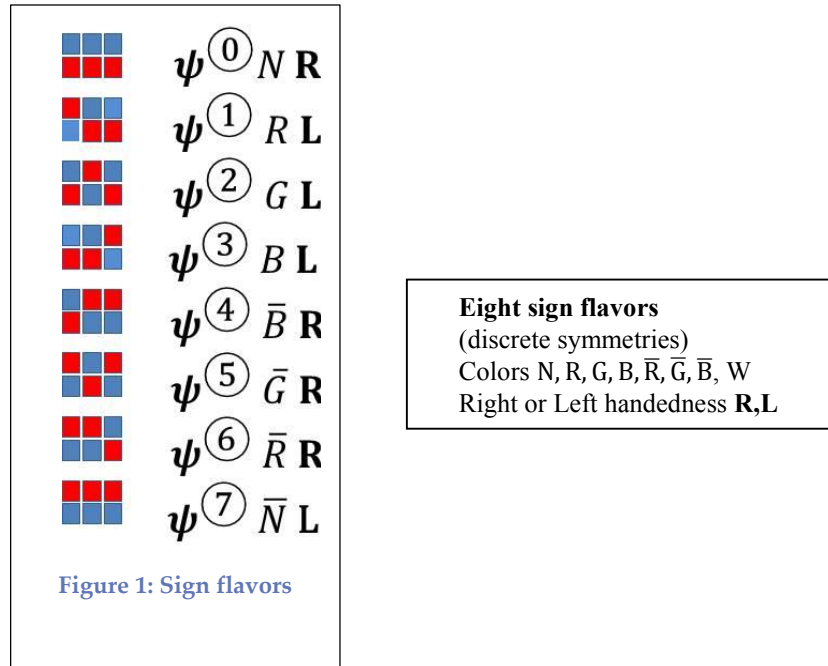 𝝍⓪ N R
𝝍① R L
𝝍② G L
𝝍③ B L
𝝍④ B̅ R
𝝍⑤ G̅ R
𝝍⑥ R̅ R
𝝍⑦ N̅ L
Figure 1: Sign flavors
Eight sign flavors
(discrete symmetries)
Colors N, R, G, B, R̅, G̅, B̅, W
Right or Left handedness R,L